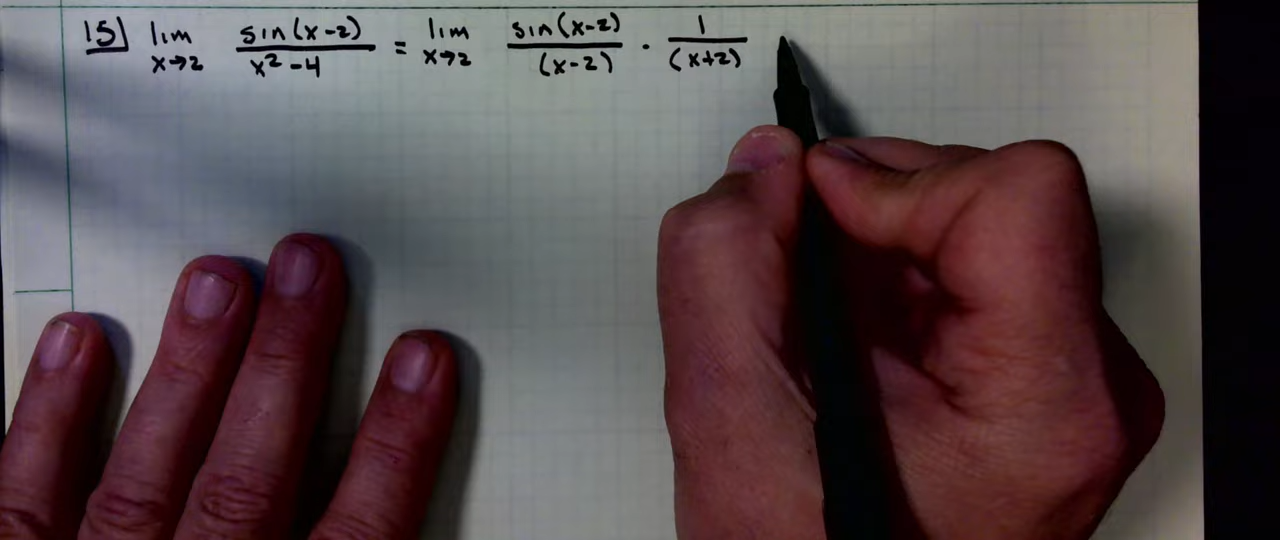 15] lim x→2 sin(x-2) / x² - 4 = lim x→2 sin(x-2) / (x-2) · 1 / (x+2)